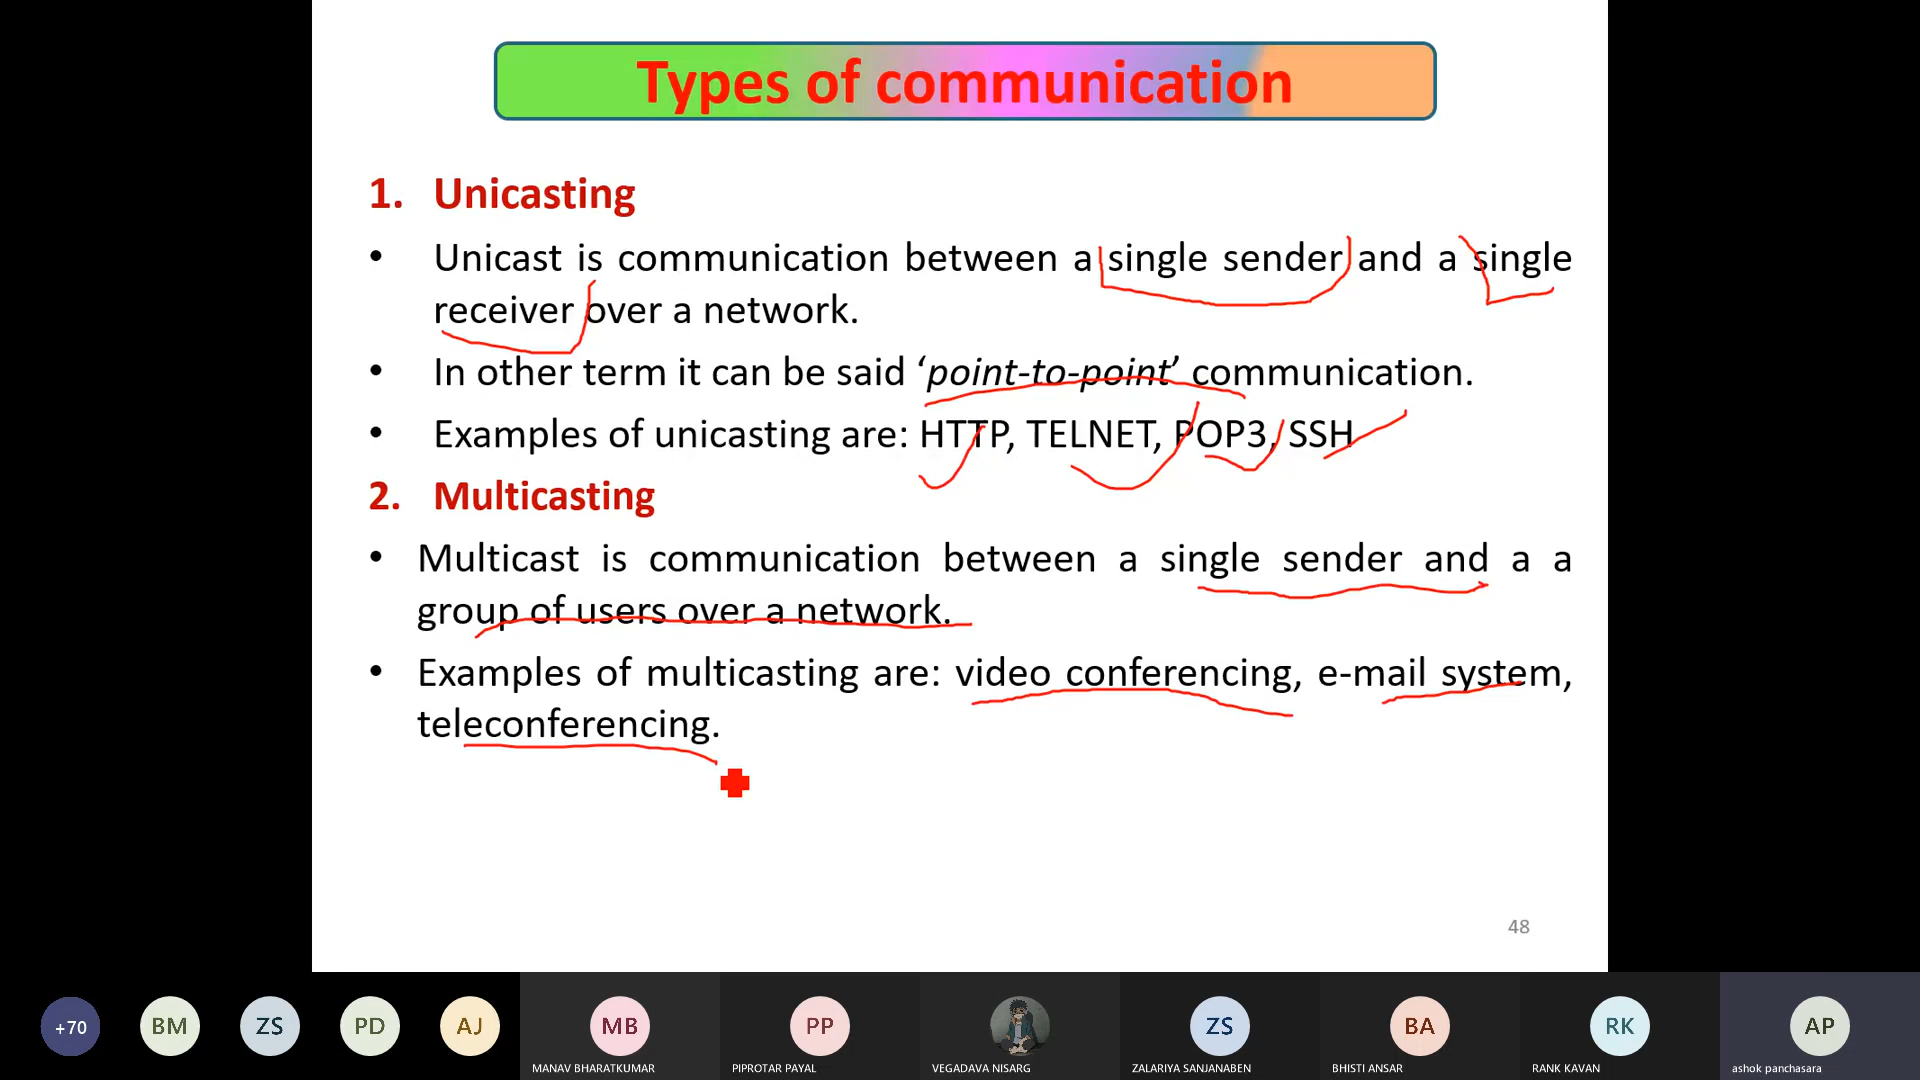 Types of communication
1. Unicasting
• Unicast is communication between a single sender and a single
receiver over a network.
• In other term it can be said ‘point-to-point’ communication.
• Examples of unicasting are: HTTP, TELNET, POP3, SSH
2. Multicasting
• Multicast is communication between a single sender and a a
group of users over a network.
• Examples of multicasting are: video conferencing, e-mail system,
teleconferencing.
48
+70 BM ZS PD AJ MB PP ZS BA RK AP
MANAV BHARATKUMAR PIPROTAR PAYAL VEGADAVA NISARG ZALARIYA SANJANABEN BHISTI ANSAR RANK KAVAN ashok panchasara